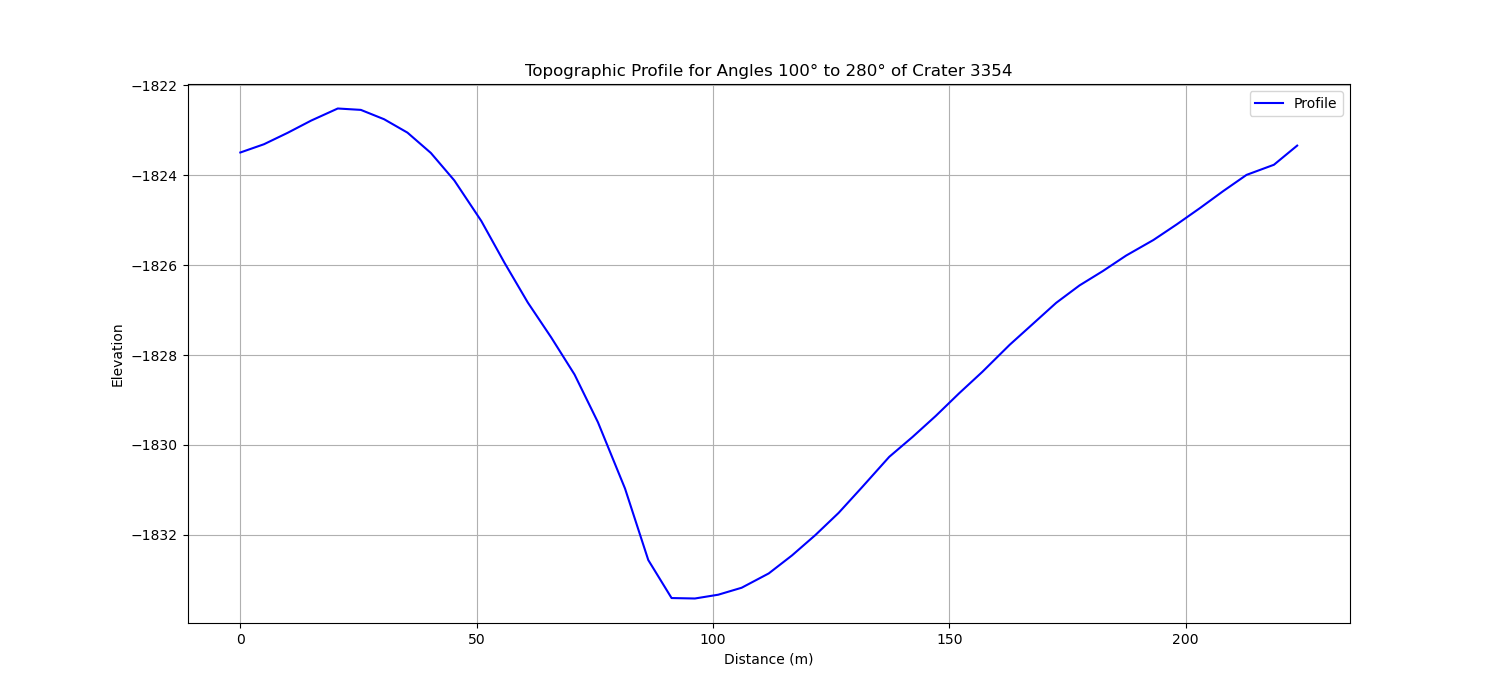 Topographic Profile for Angles 100° to 280° of Crater 3354
Profile
Elevation
−1822
−1824
−1826
−1828
−1830
−1832
0 50 100 150 200
Distance (m)